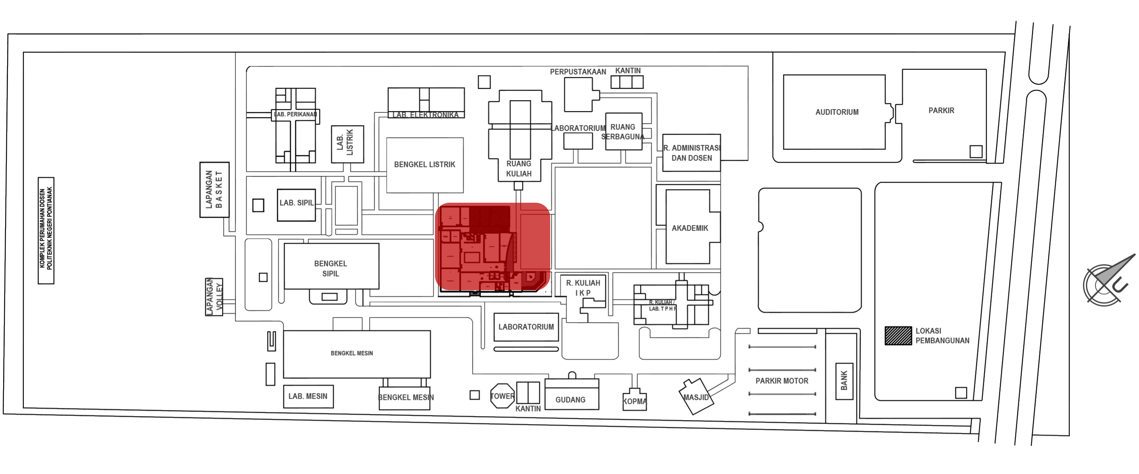 PERPUSTAKAAN
KANTIN
LAB. PERIKANAN
LAB. ELEKTRONIKA
LAB.
LISTRIK
BENGKEL LISTRIK
RUANG
KULIAH
LABORATORIUM
RUANG
SERBAGUNA
R. ADMINISTRASI
DAN DOSEN
AUDITORIUM
PARKIR
LAPANGAN
BASKET
KOMPLEK PERUMAHAN DOSEN
POLITEKNIK NEGERI PONTIANAK
LAB. SIPIL
AKADEMIK
BENGKEL
SIPIL
LAPANGAN
VOLLEY
R. KULIAH
I K P
R. KULIAH
LAB. T P H P
U
LABORATORIUM
LOKASI
PEMBANGUNAN
BENGKEL MESIN
LAB. MESIN
BENGKEL MESIN
TOWER
KANTIN
GUDANG
KOPMA
MASJID
PARKIR MOTOR
BANK